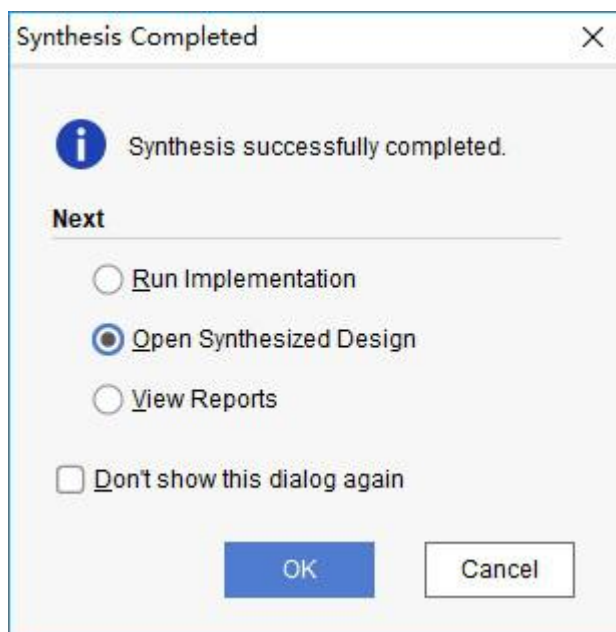 Synthesis Completed
Synthesis successfully completed.
Next
Run Implementation
Open Synthesized Design
View Reports
Don't show this dialog again
OK
Cancel